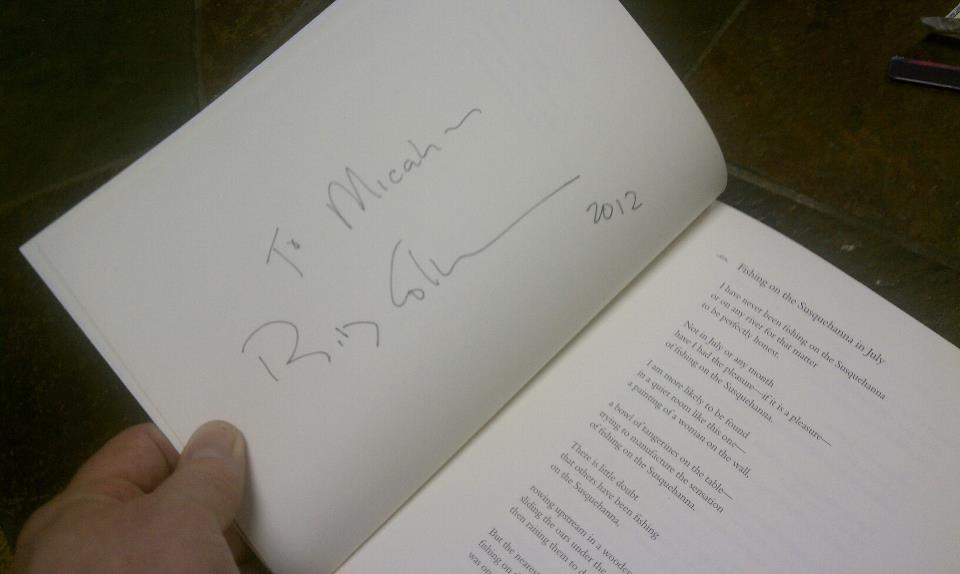 To Micah
Billy Collins
2012
Fishing on the Susquehanna in July
I have never been fishing on the Susquehanna
or on any river for that matter
to be perfectly honest.
Not in July or any month
have I had the pleasure—if it is a pleasure—
of fishing on the Susquehanna.
I am more likely to be found
in a quiet room like this one—
a painting of a woman on the wall,
a bowl of tangerines on the table—
trying to manufacture the sensation
of fishing on the Susquehanna.
There is little doubt
that others have been fishing
on the Susquehanna,
rowing upstream in a wooden
sliding the oars under the
then raising them to
But the nearest
fishing on
was